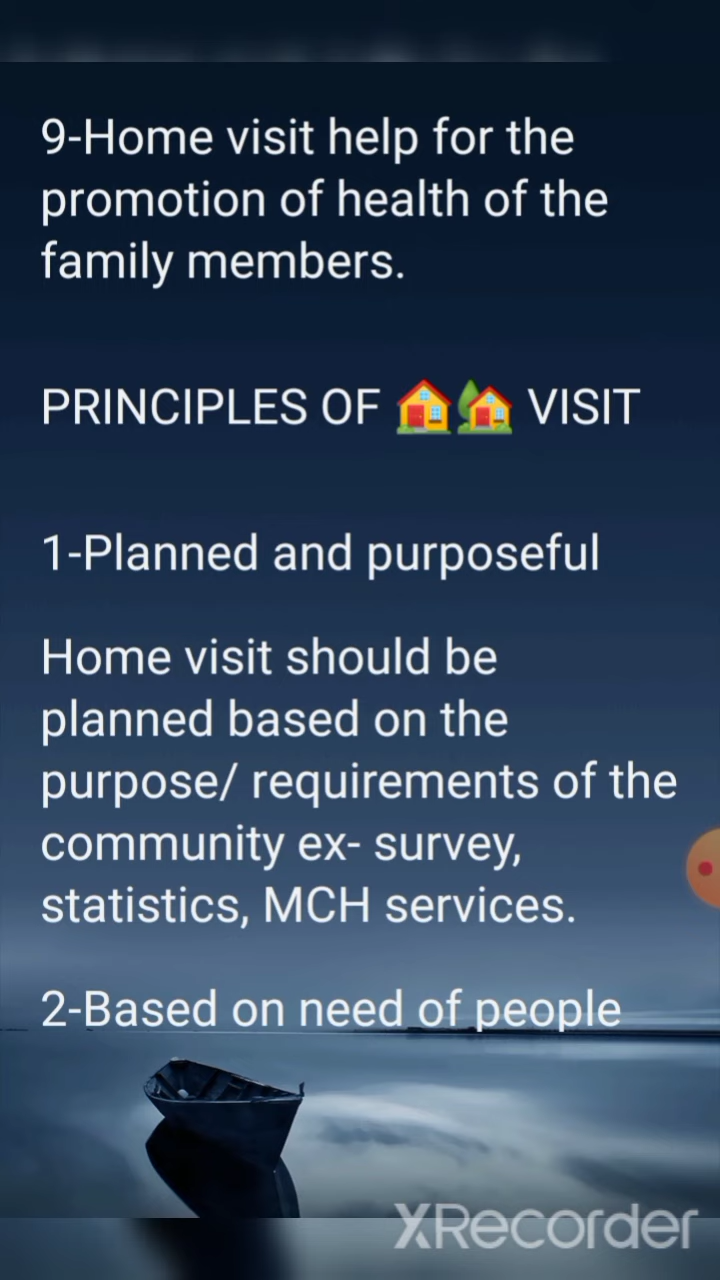 9-Home visit help for the
promotion of health of the
family members.
PRINCIPLES OF 🏠🏡 VISIT
1-Planned and purposeful
Home visit should be
planned based on the
purpose/ requirements of the
community ex- survey,
statistics, MCH services.
2-Based on need of people
XRecorder